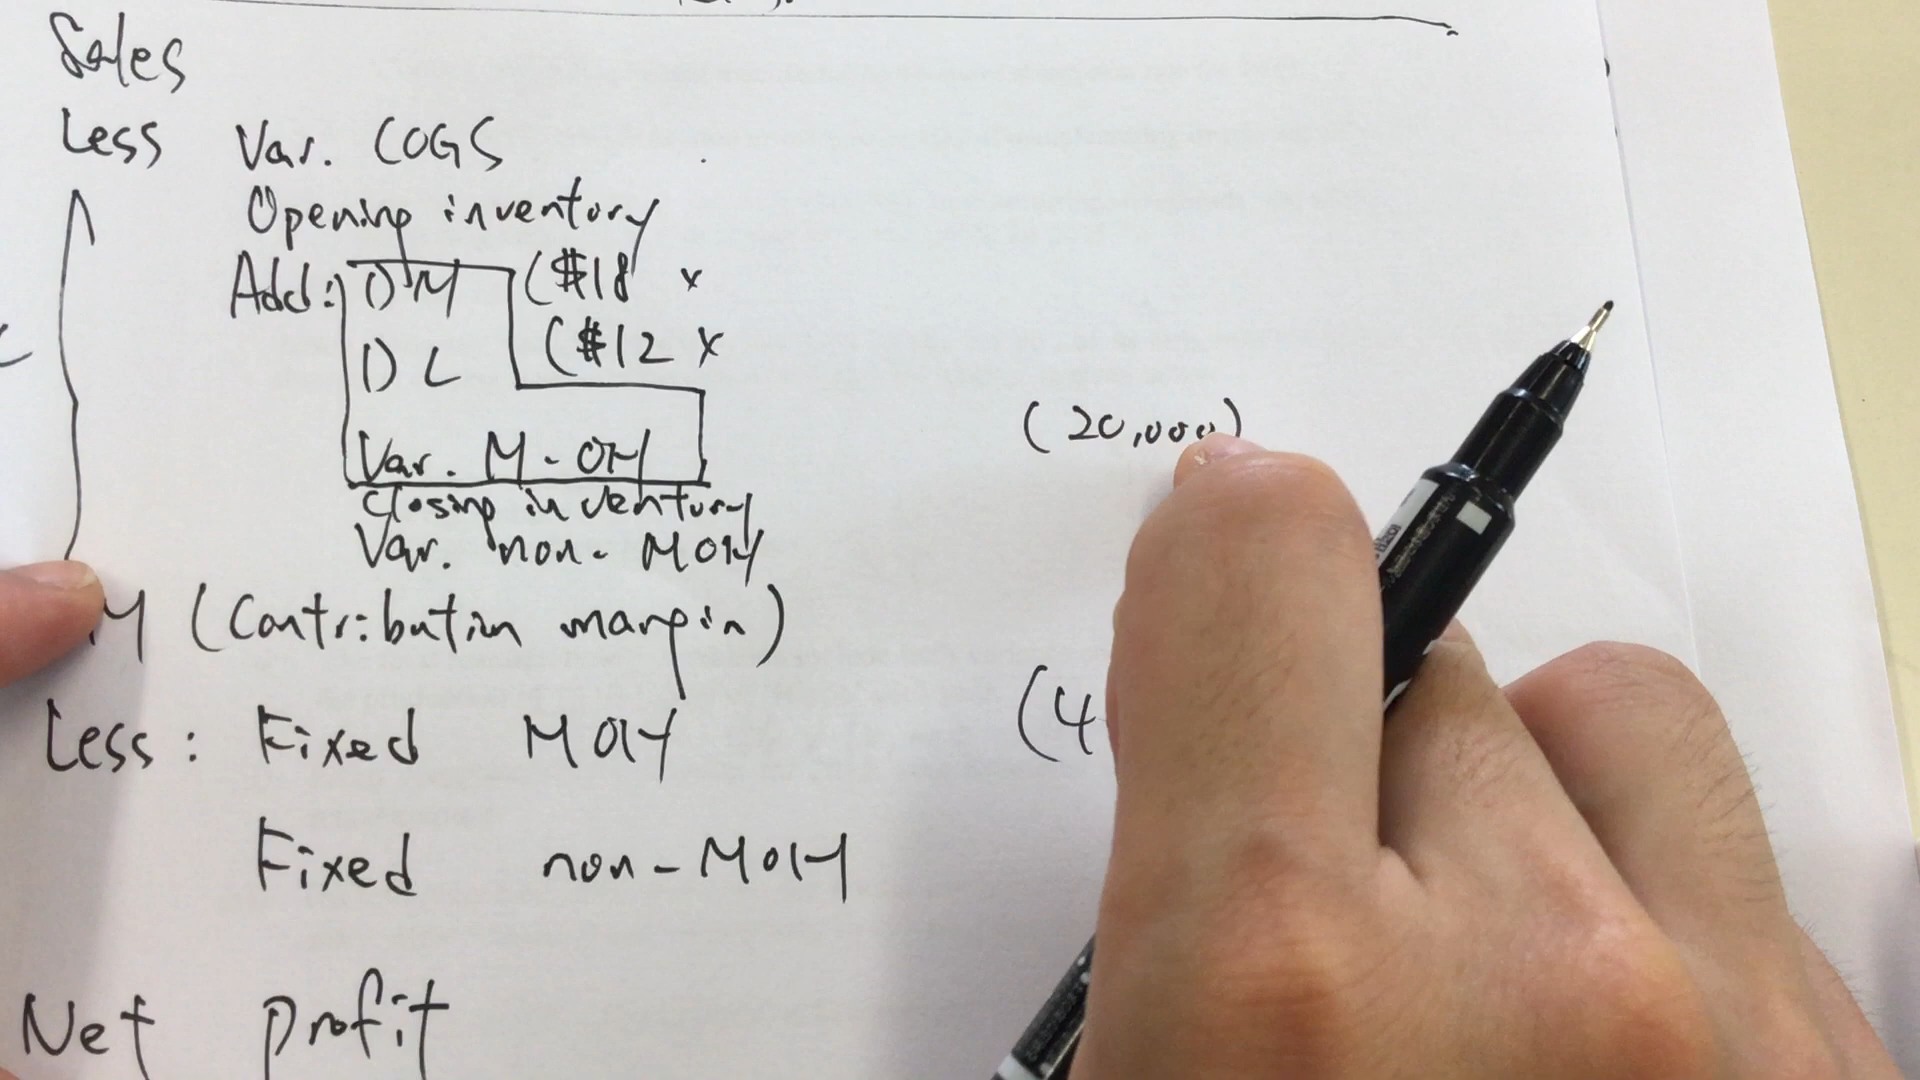 Sales
Less Var. COGS
Opening inventory
Add: DM ($18 x
DL ($12 x
(20,000)
Var. M-OH
Closing inventory
Var. non-MOH
M (Contribution margin)
Less: Fixed MOH (4
Fixed non-MOH
Net profit